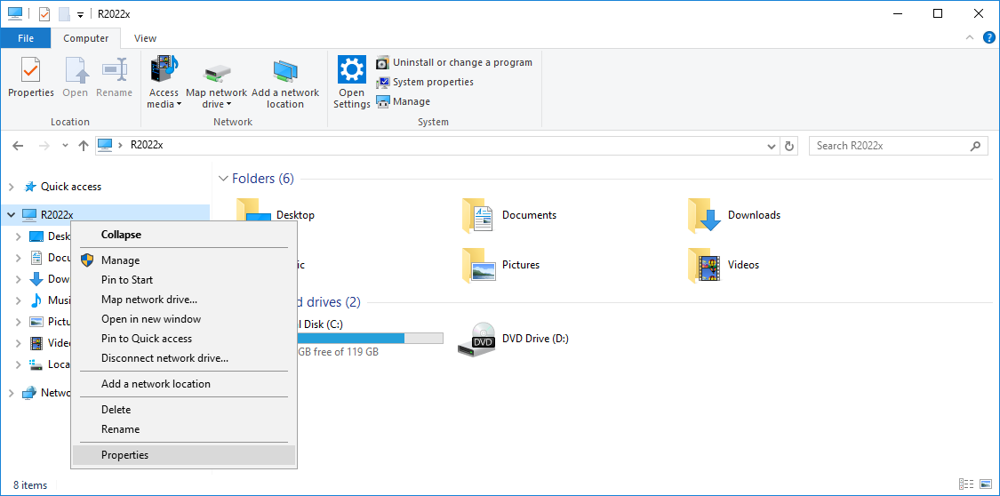 R2022x
File
Computer
View
Properties
Open
Rename
Access media
Map network drive
Add a network location
Open Settings
Uninstall or change a program
System properties
Manage
Location
Network
System
R2022x
Search R2022x
Quick access
R2022x
Desk
Docu
Dow
Musi
Pictu
Video
Loca
Netwo
Collapse
Manage
Pin to Start
Map network drive...
Open in new window
Pin to Quick access
Disconnect network drive...
Add a network location
Delete
Rename
Properties
Folders (6)
Desktop
Documents
Downloads
ic
Pictures
Videos
d drives (2)
l Disk (C:)
GB free of 119 GB
DVD
DVD Drive (D:)
8 items